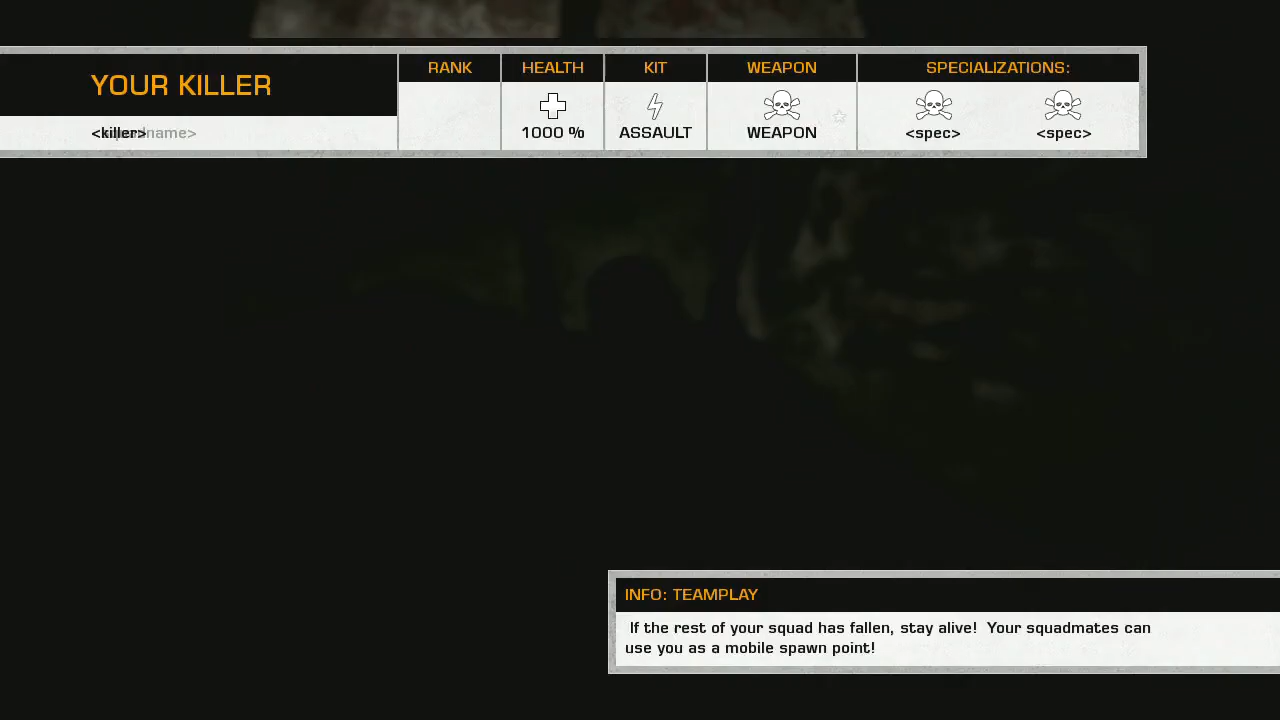 YOUR KILLER
<killer>
RANK
HEALTH
1000 %
KIT
ASSAULT
WEAPON
WEAPON
SPECIALIZATIONS:
<spec>
<spec>
INFO: TEAMPLAY
If the rest of your squad has fallen, stay alive!  Your squadmates can
use you as a mobile spawn point!